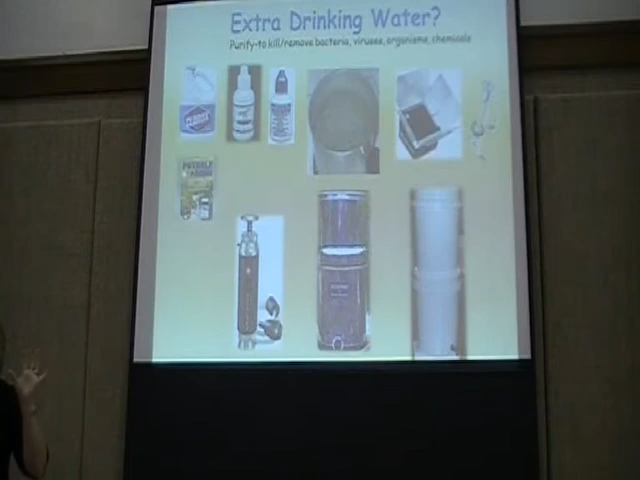 Extra Drinking Water?
Purify-to kill/remove bacteria, viruses, organisms, chemicals
CLOROX